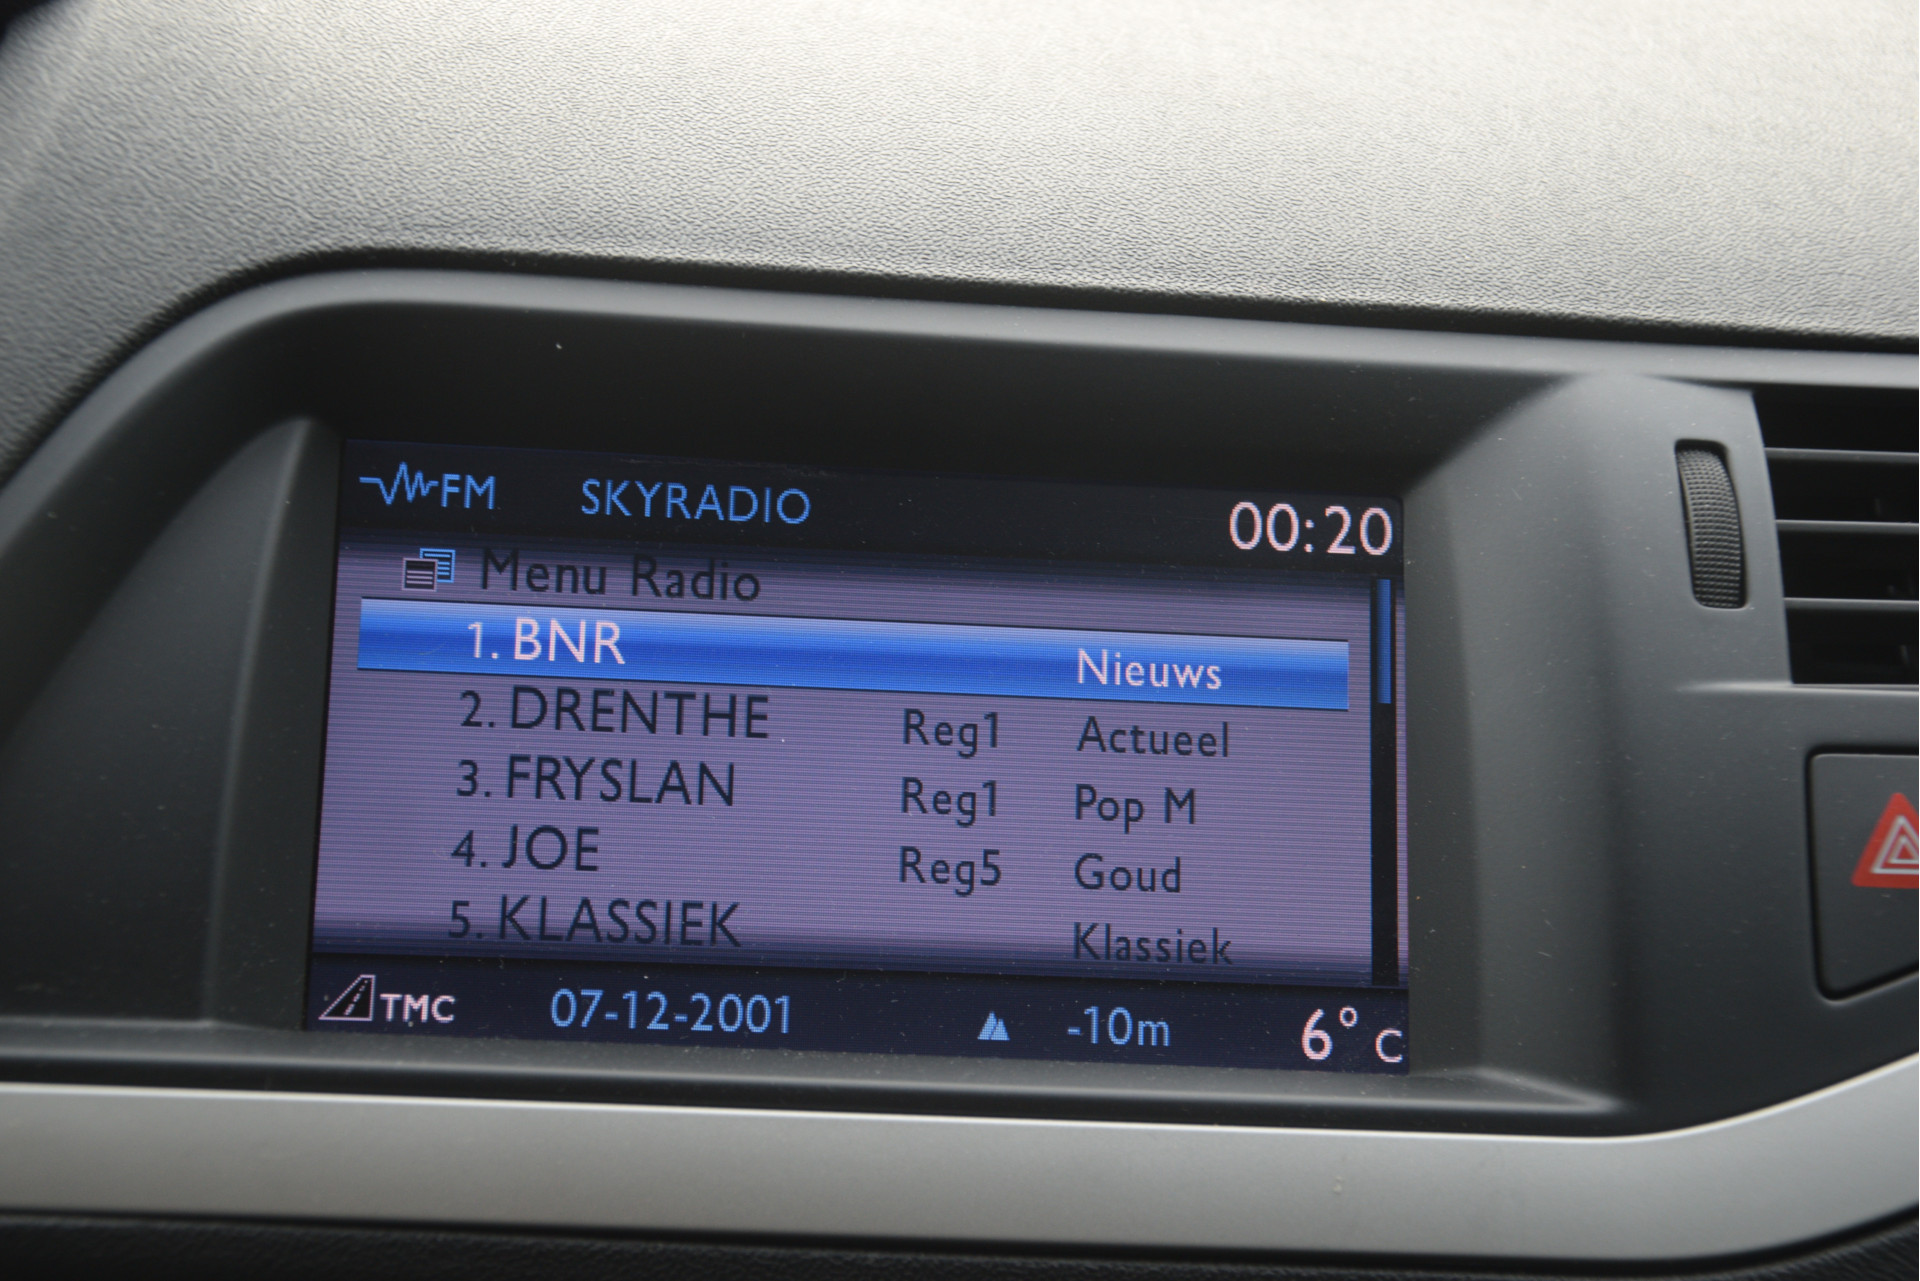 FM SKYRADIO 00:20
Menu Radio
1. BNR Nieuws
2. DRENTHE Reg1 Actueel
3. FRYSLAN Reg1 Pop M
4. JOE Reg5 Goud
5. KLASSIEK Klassiek
TMC 07-12-2001 -10m 6° C